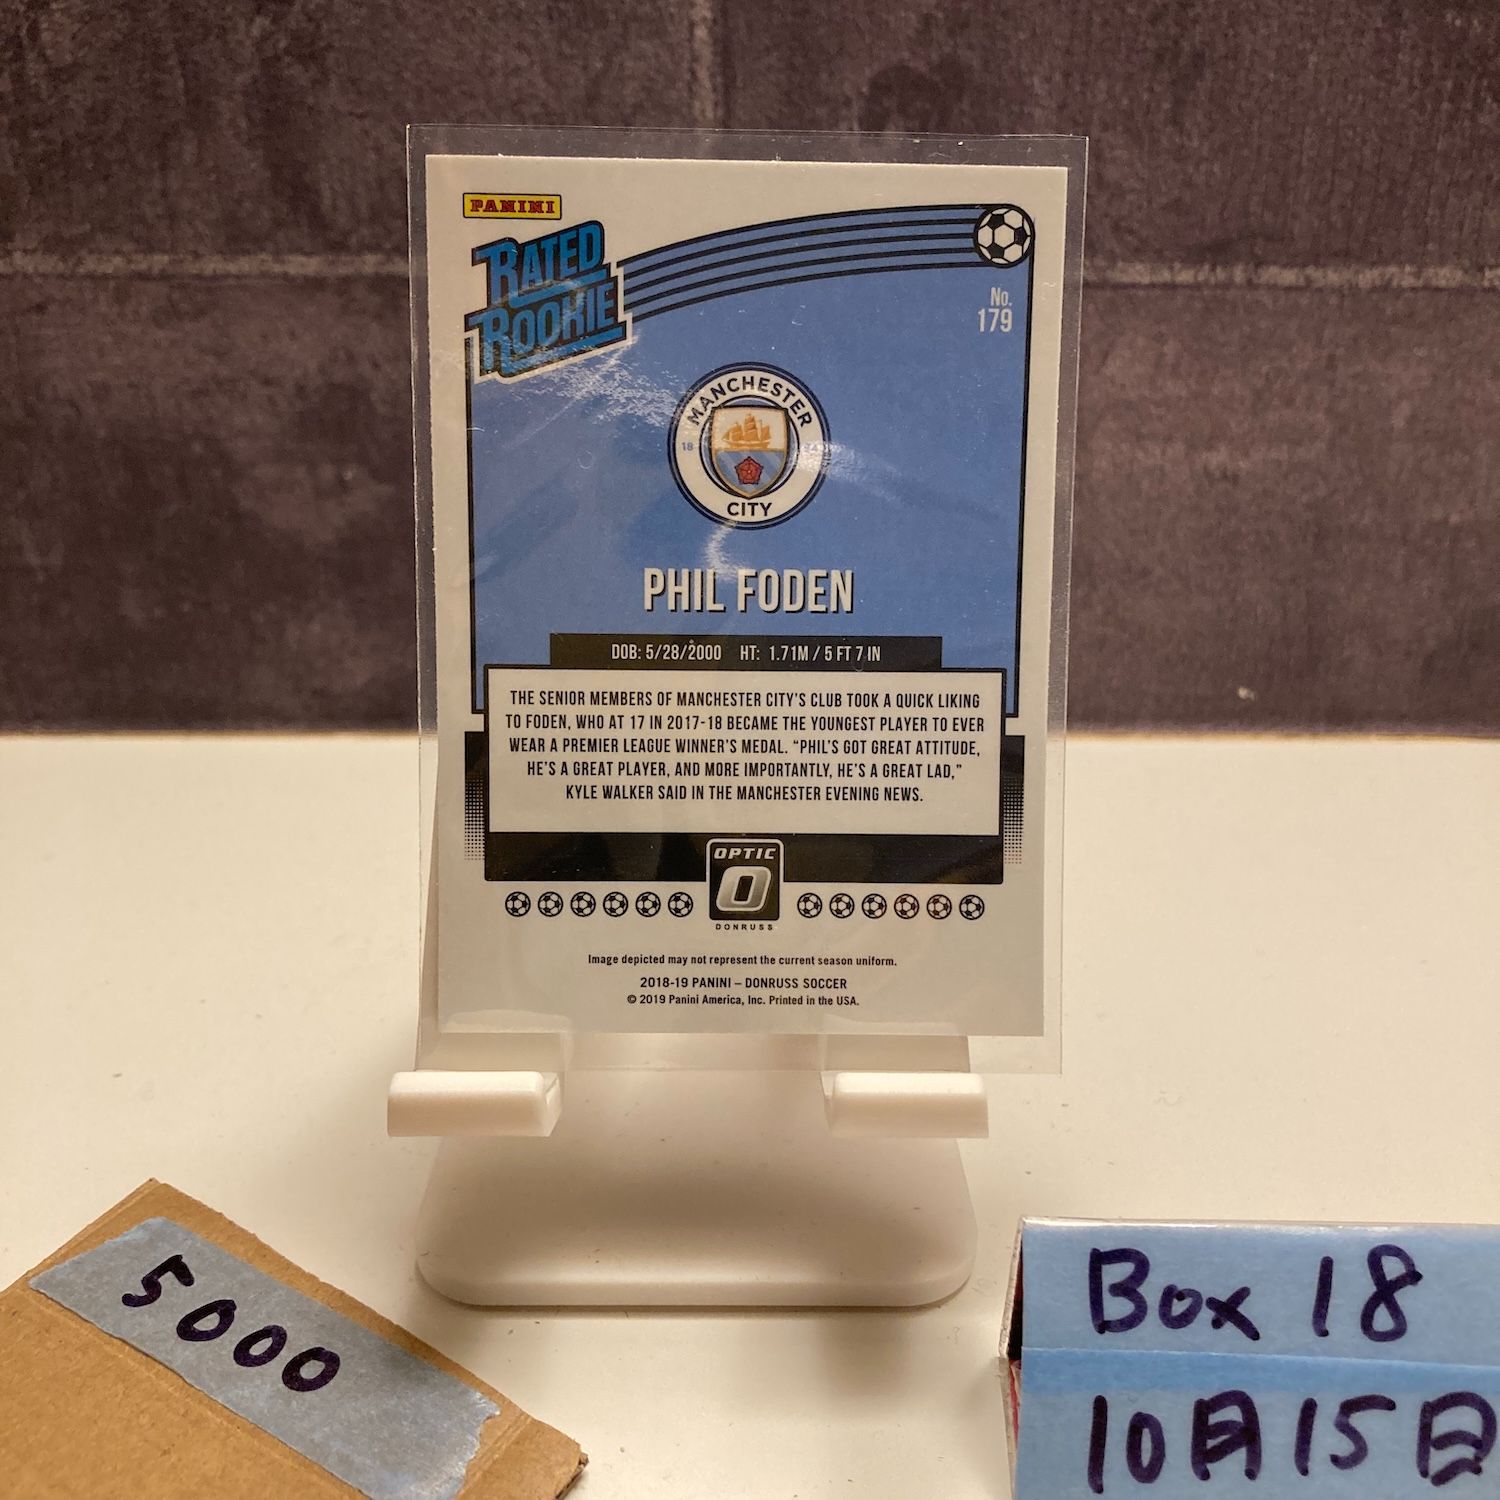 PANINI
RATED
ROOKIE
No.
179
MANCHESTER
18 94
CITY
PHIL FODEN
DOB: 5/28/2000 HT: 1.71M / 5 FT 7 IN
THE SENIOR MEMBERS OF MANCHESTER CITY'S CLUB TOOK A QUICK LIKING
TO FODEN, WHO AT 17 IN 2017-18 BECAME THE YOUNGEST PLAYER TO EVER
WEAR A PREMIER LEAGUE WINNER'S MEDAL. “PHIL'S GOT GREAT ATTITUDE,
HE'S A GREAT PLAYER, AND MORE IMPORTANTLY, HE'S A GREAT LAD,”
KYLE WALKER SAID IN THE MANCHESTER EVENING NEWS.
OPTIC
O
DONRUSS
Image depicted may not represent the current season uniform.
2018-19 PANINI – DONRUSS SOCCER
© 2019 Panini America, Inc. Printed in the USA.
5000
Box 18
10月15日